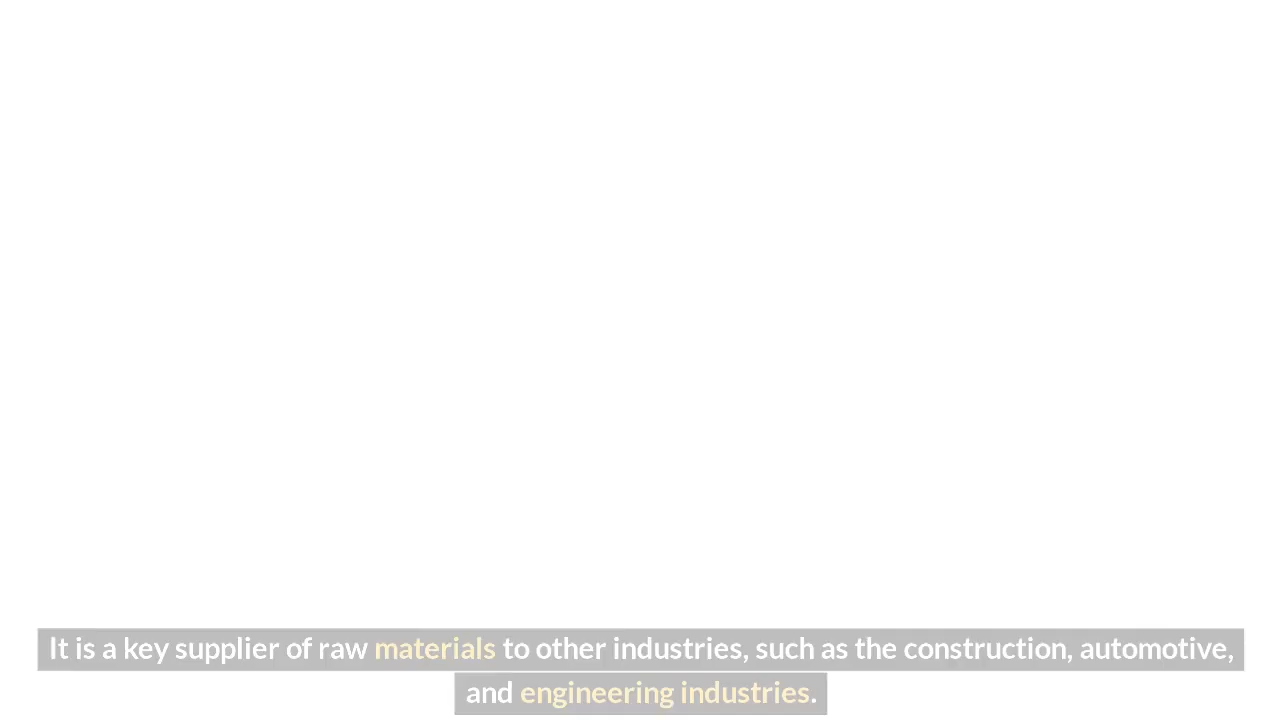 It is a key supplier of raw materials to other industries, such as the construction, automotive,
and engineering industries.